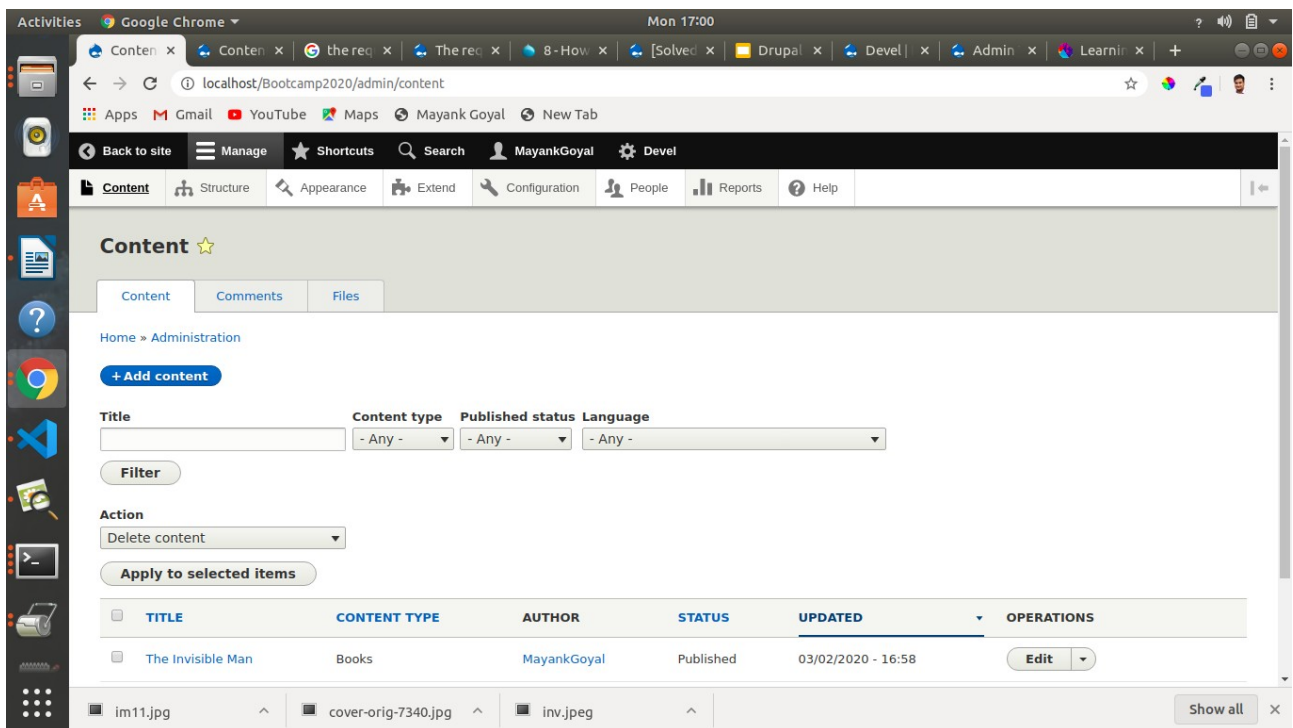 Activities Google Chrome Mon 17:00
Conten Conten the req The req 8-How [Solved Drupal Devel| Admin Learnin
localhost/Bootcamp2020/admin/content
Apps Gmail YouTube Maps Mayank Goyal New Tab
Back to site Manage Shortcuts Search MayankGoyal Devel
Content Structure Appearance Extend Configuration People Reports Help
Content
Content Comments Files
Home » Administration
+ Add content
Title Content type Published status Language
- Any - - Any - - Any -
Filter
Action
Delete content
Apply to selected items
TITLE CONTENT TYPE AUTHOR STATUS UPDATED OPERATIONS
The Invisible Man Books MayankGoyal Published 03/02/2020 - 16:58 Edit
im11.jpg cover-orig-7340.jpg inv.jpeg Show all